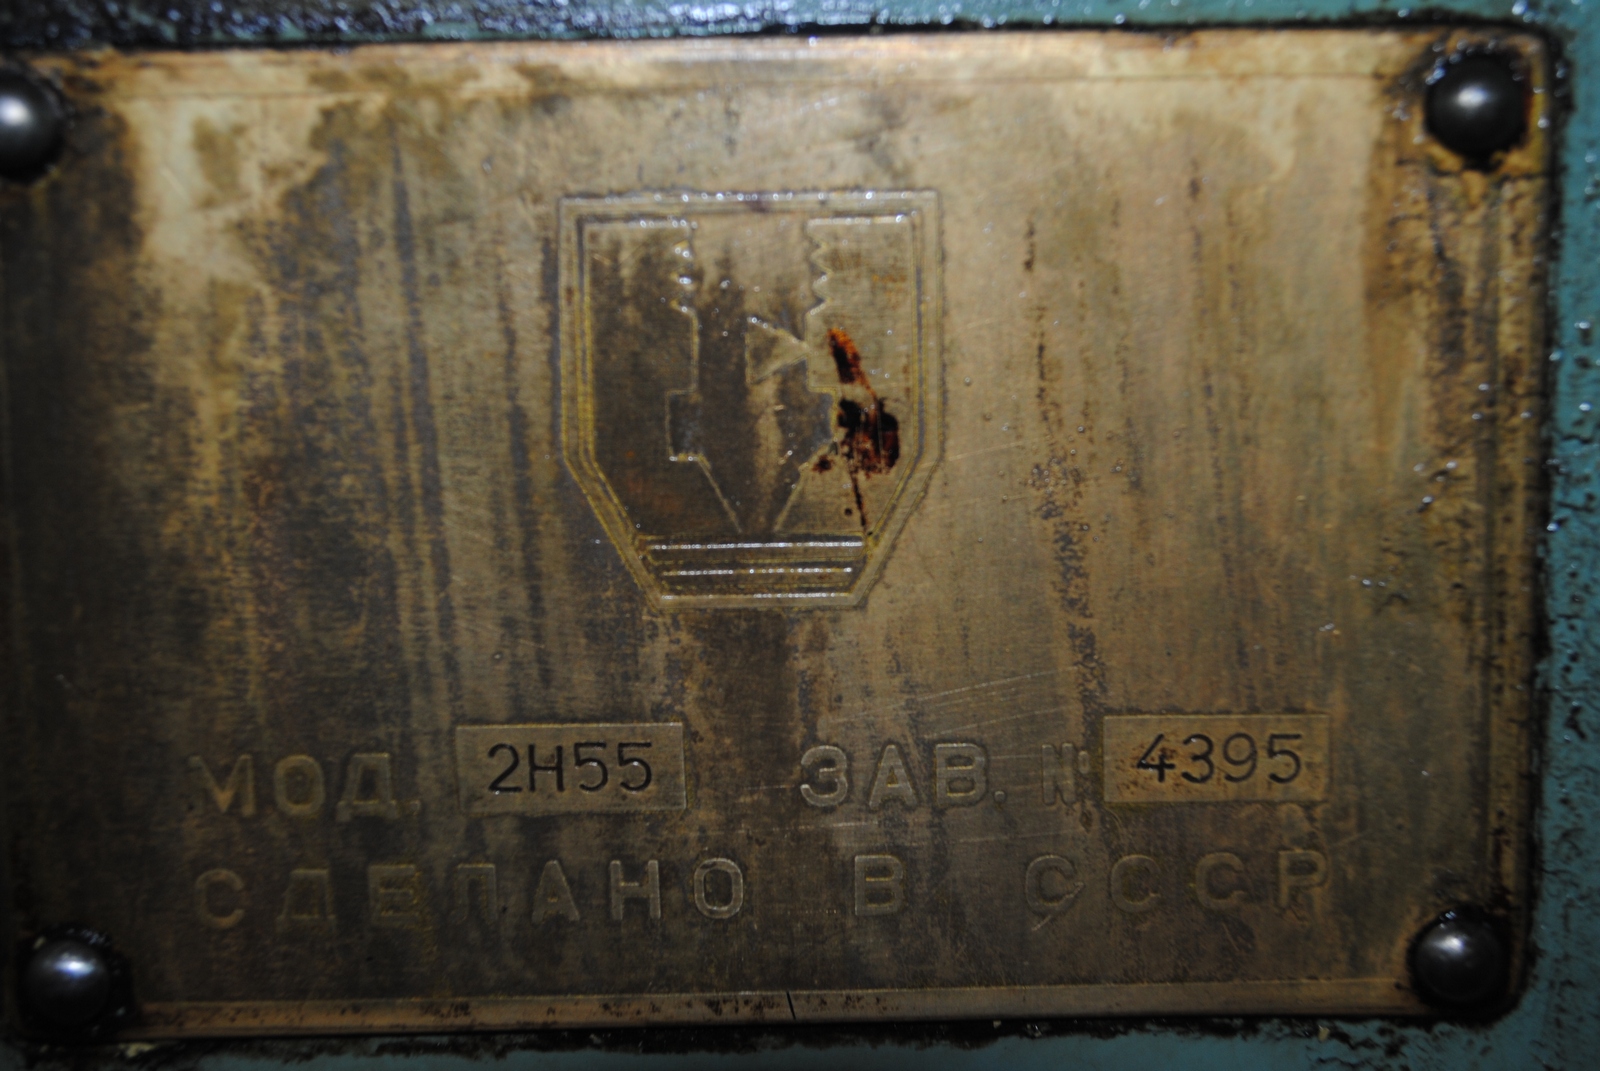 МОД. 2Н55 ЗАВ. № 4395
СДЕЛАНО В СССР